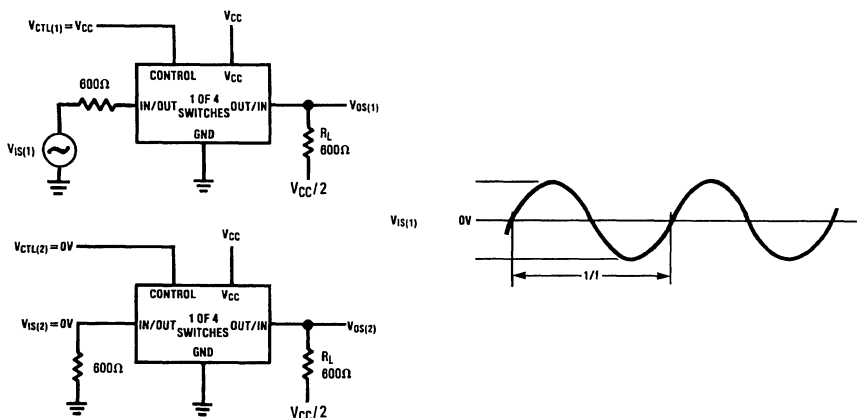 VCTL(1)=VCC
VCC
CONTROL
VCC
600Ω
IN/OUT
1 OF 4
SWITCHES
OUT/IN
VOS(1)
GND
RL
600Ω
VIS(1)
VCC/2
VIS(1)
0V
1/f
VCTL(2)=0V
VCC
CONTROL
VCC
VIS(2)=0V
IN/OUT
1 OF 4
SWITCHES
OUT/IN
VOS(2)
600Ω
GND
RL
600Ω
VCC/2